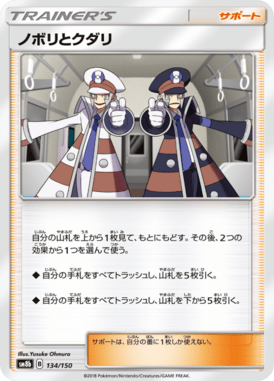 TRAINER'S
サポート
ノボリとクダリ
自分の山札を上から1枚見て、もとにもどす。その後、2つの
効果から1つを選んで使う。
◆ 自分の手札をすべてトラッシュし、山札を5枚引く。
◆ 自分の手札をすべてトラッシュし、山札を下から5枚引く。
サポートは、自分の番に1枚しか使えない。
Illus.Yusuke Ohmura
SM8b 134/150
©2018 Pokémon/Nintendo/Creatures/GAME FREAK.